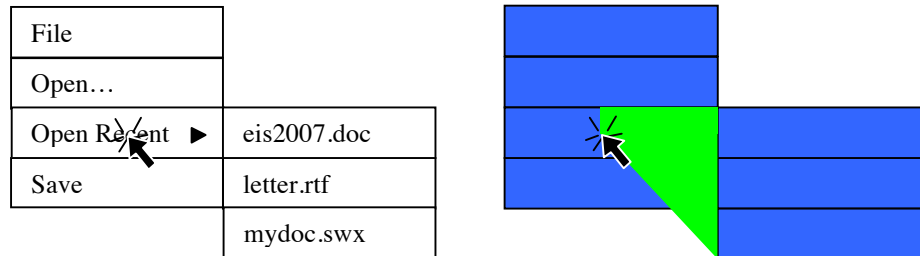 File
Open…
Open Recent ► eis2007.doc
Save letter.rtf
mydoc.swx